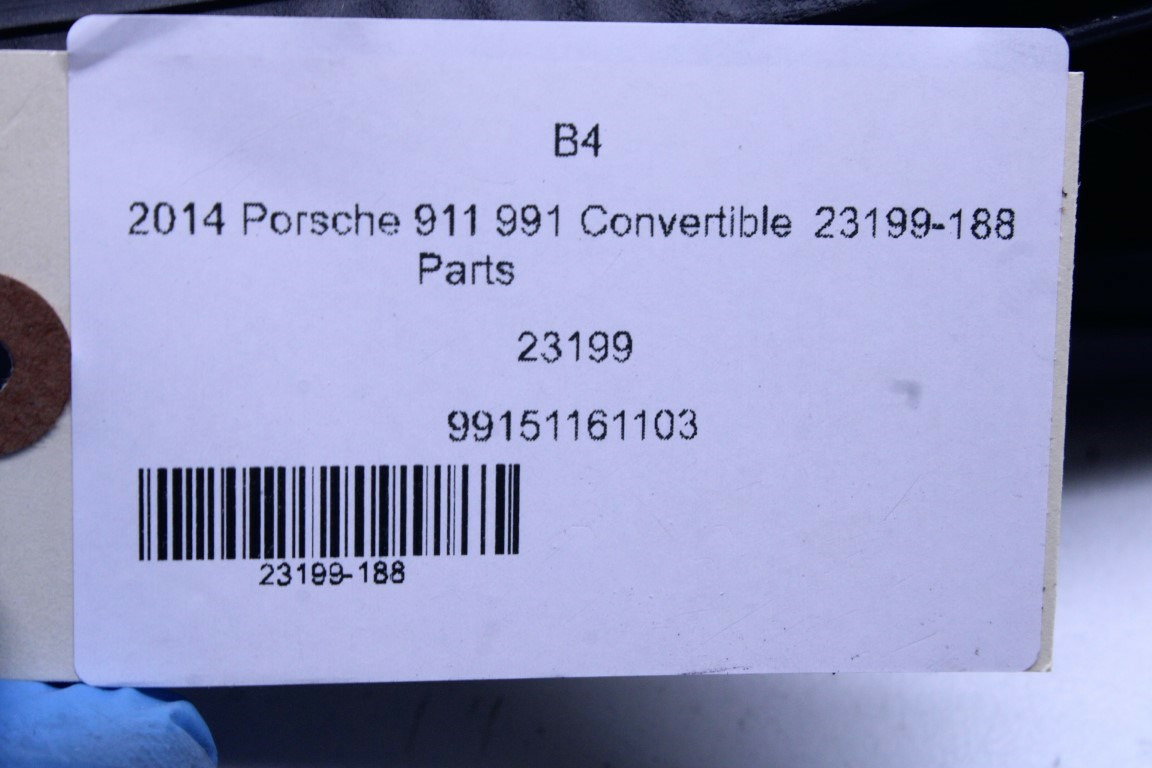 B4
2014 Porsche 911 991 Convertible 23199-188
Parts
23199
99151161103
23199-188